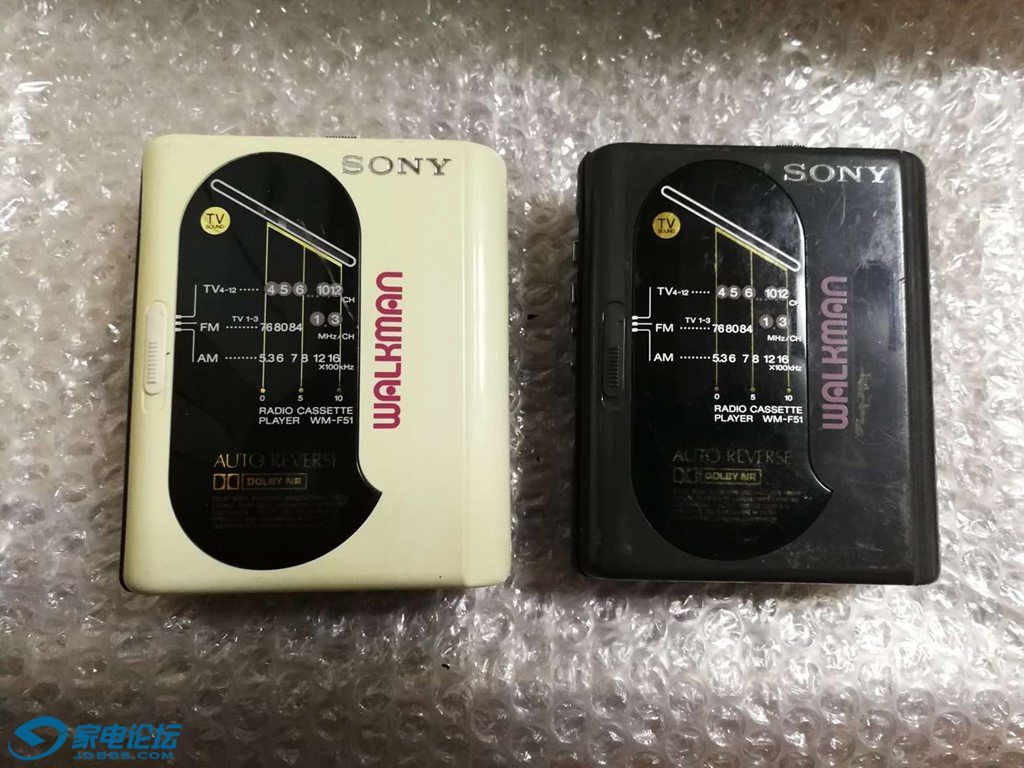 SONY
TV
SOUND
TV4-12 4 5 6 1012
CH
TV 1-3 1 3
FM 76 80 84
MHz/CH
AM 5.3 6 7 8 12 16
X100kHz
0 5 10
RADIO CASSETTE
PLAYER WM-F51
AUTO REVERSE
DOLBY NR
WALKMAN
SONY
TV
SOUND
TV4-12 4 5 6 1012
CH
TV 1-3 1 3
FM 76 80 84
MHz/CH
AM 5.3 6 7 8 12 16
X100kHz
0 5 10
RADIO CASSETTE
PLAYER WM-F51
AUTO REVERSE
DOLBY NR
WALKMAN
家电论坛
JDBBS.COM